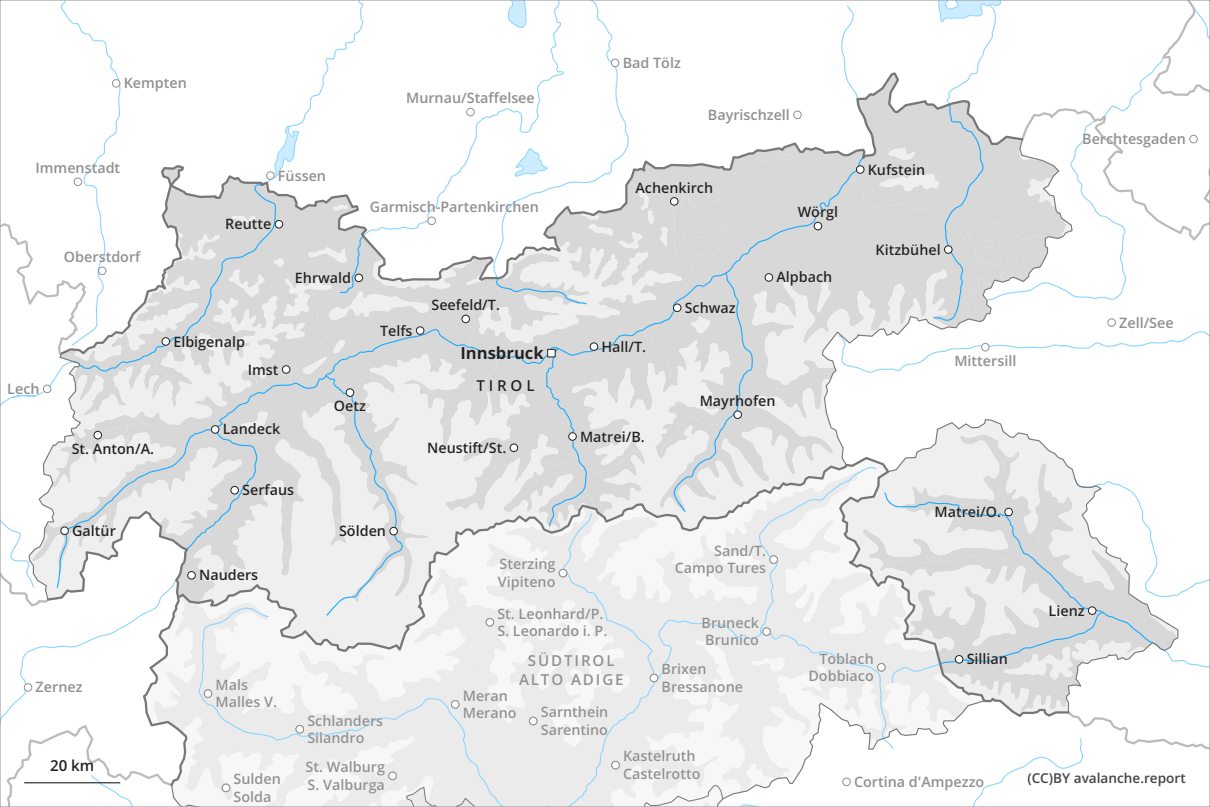 Kempten
Bad Tölz
Murnau/Staffelsee
Bayrischzell
Berchtesgaden
Immenstadt
Füssen
Kufstein
Achenkirch
Garmisch-Partenkirchen
Wörgl
Reutte
Kitzbühel
Oberstdorf
Ehrwald
Alpbach
Seefeld/T.
Schwaz
Zell/See
Telfs
Elbigenalp
Hall/T.
Innsbruck
Mittersill
Imst
TIROL
Lech
Oetz
Mayrhofen
Landeck
Matrei/B.
St. Anton/A.
Neustift/St.
Serfaus
Matrei/O.
Galtür
Sölden
Sand/T.
Campo Tures
Sterzing
Vipiteno
Nauders
Lienz
St. Leonhard/P.
S. Leonardo i. P.
Bruneck
Brunico
SÜDTIROL
ALTO ADIGE
Toblach
Dobbiaco
Sillian
Brixen
Bressanone
Zernez
Mals
Malles V.
Meran
Merano
Sarnthein
Sarentino
Schlanders
Silandro
Kastelruth
Castelrotto
20 km
St. Walburg
S. Valburga
Sulden
Solda
Cortina d'Ampezzo
(CC)BY avalanche.report